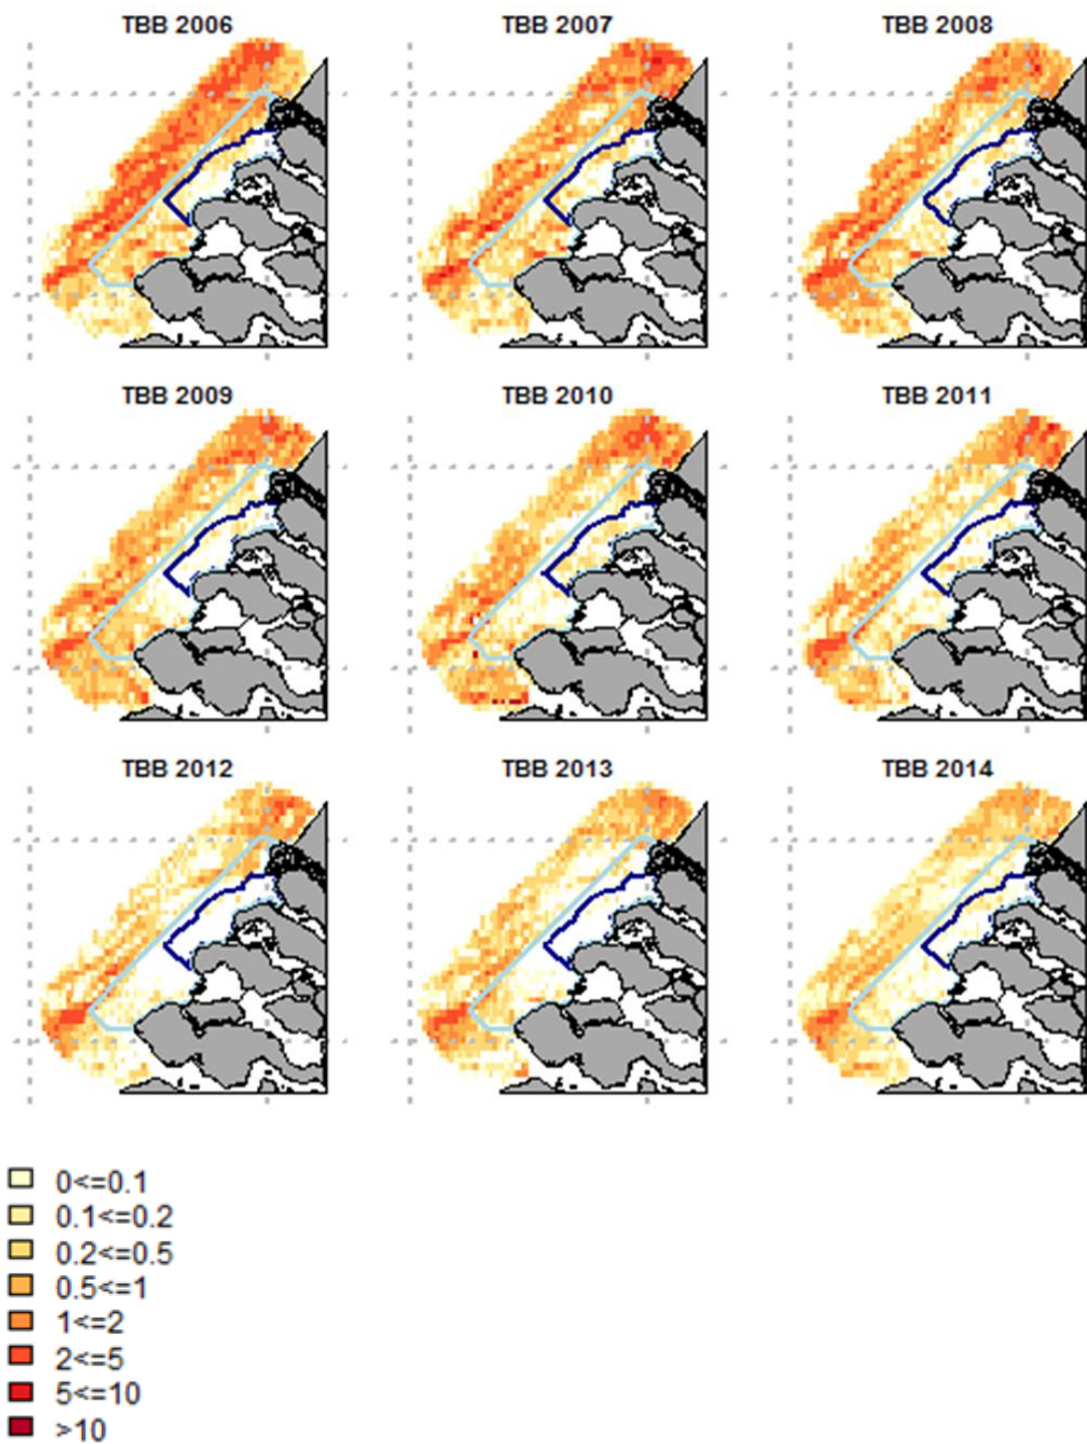 TBB 2006
TBB 2007
TBB 2008
TBB 2009
TBB 2010
TBB 2011
TBB 2012
TBB 2013
TBB 2014
0<=0.1
0.1<=0.2
0.2<=0.5
0.5<=1
1<=2
2<=5
5<=10
>10